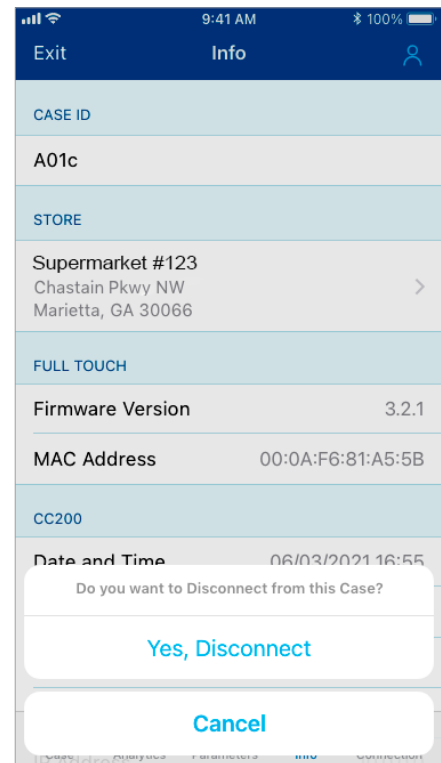 9:41 AM 100%
Exit Info
CASE ID
A01c
STORE
Supermarket #123
Chastain Pkwy NW
Marietta, GA 30066
FULL TOUCH
Firmware Version 3.2.1
MAC Address 00:0A:F6:81:A5:5B
CC200
Date and Time 06/03/2021 16:55
Do you want to Disconnect from this Case?
Yes, Disconnect
Cancel
IP Address
Case Analytics Parameters Info Connection